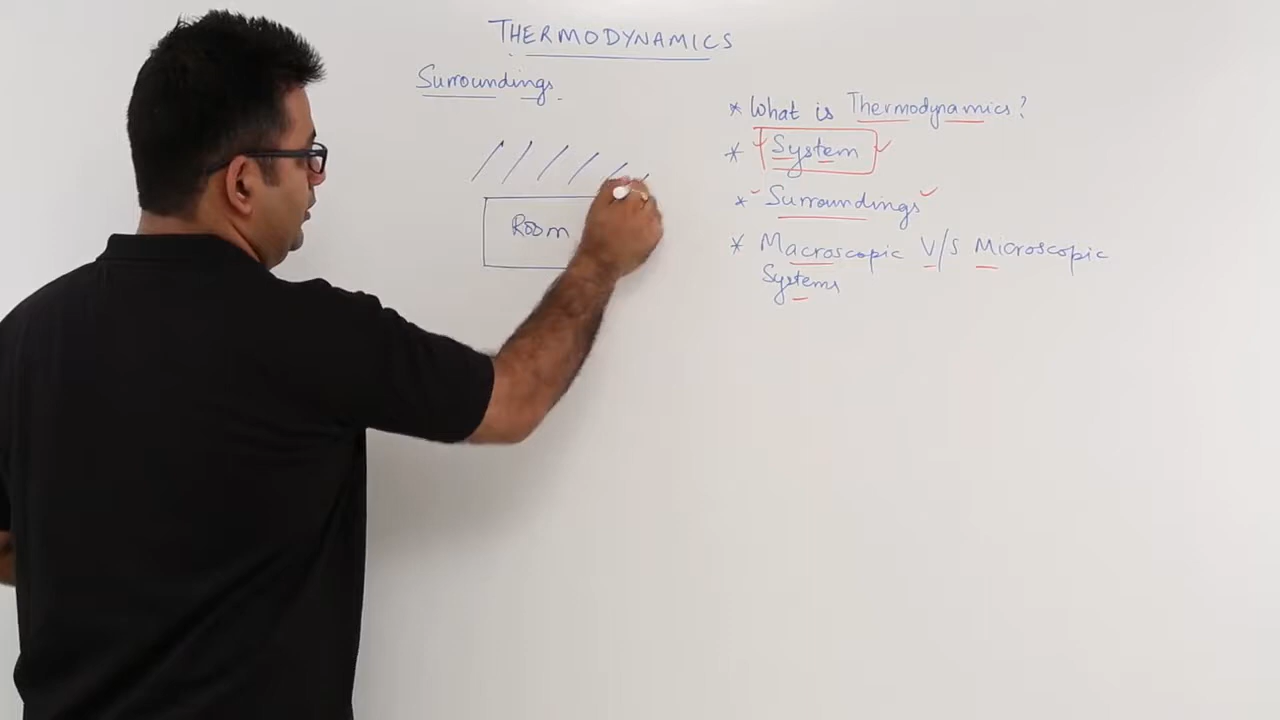 THERMODYNAMICS
Surroundings
Room
* What is Thermodynamics?
* System
* Surroundings
* Macroscopic V/s Microscopic
Systems